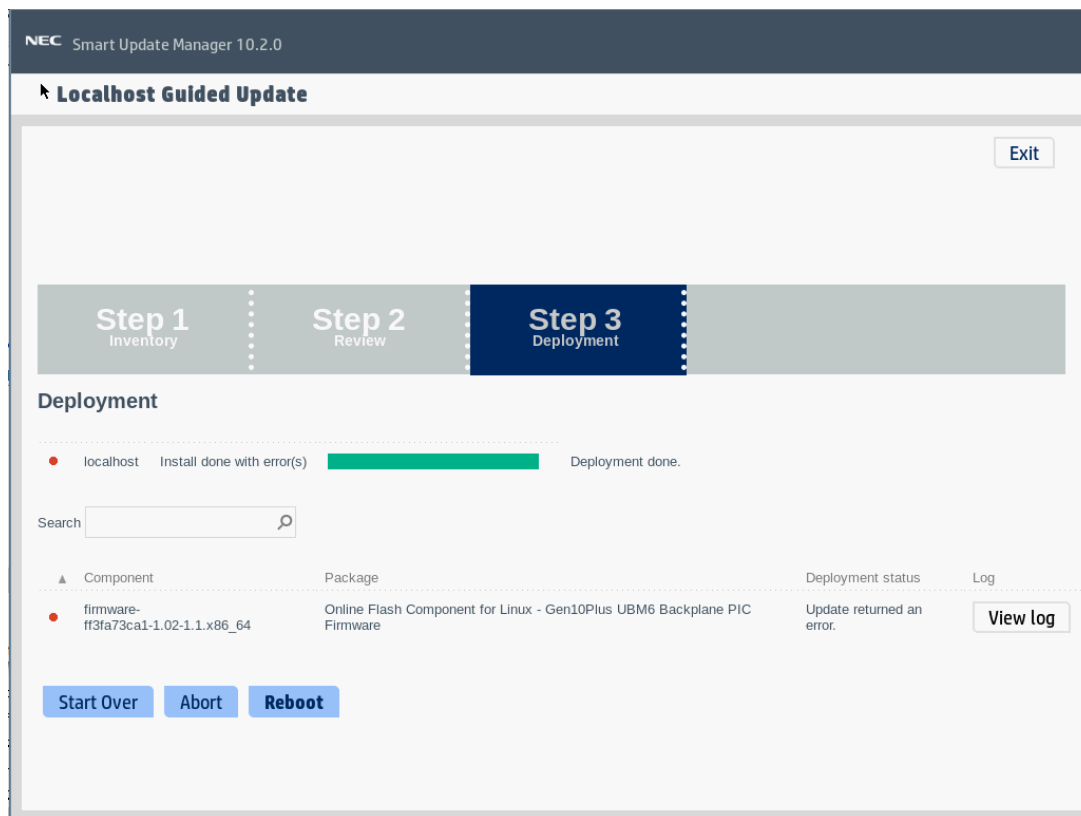 NEC Smart Update Manager 10.2.0
Localhost Guided Update
Exit
Step 1
Inventory
Step 2
Review
Step 3
Deployment
Deployment
localhost Install done with error(s) Deployment done.
Search
▲ Component Package Deployment status Log
firmware-
ff3fa73ca1-1.02-1.1.x86_64
Online Flash Component for Linux - Gen10Plus UBM6 Backplane PIC
Firmware
Update returned an
error.
View log
Start Over Abort Reboot